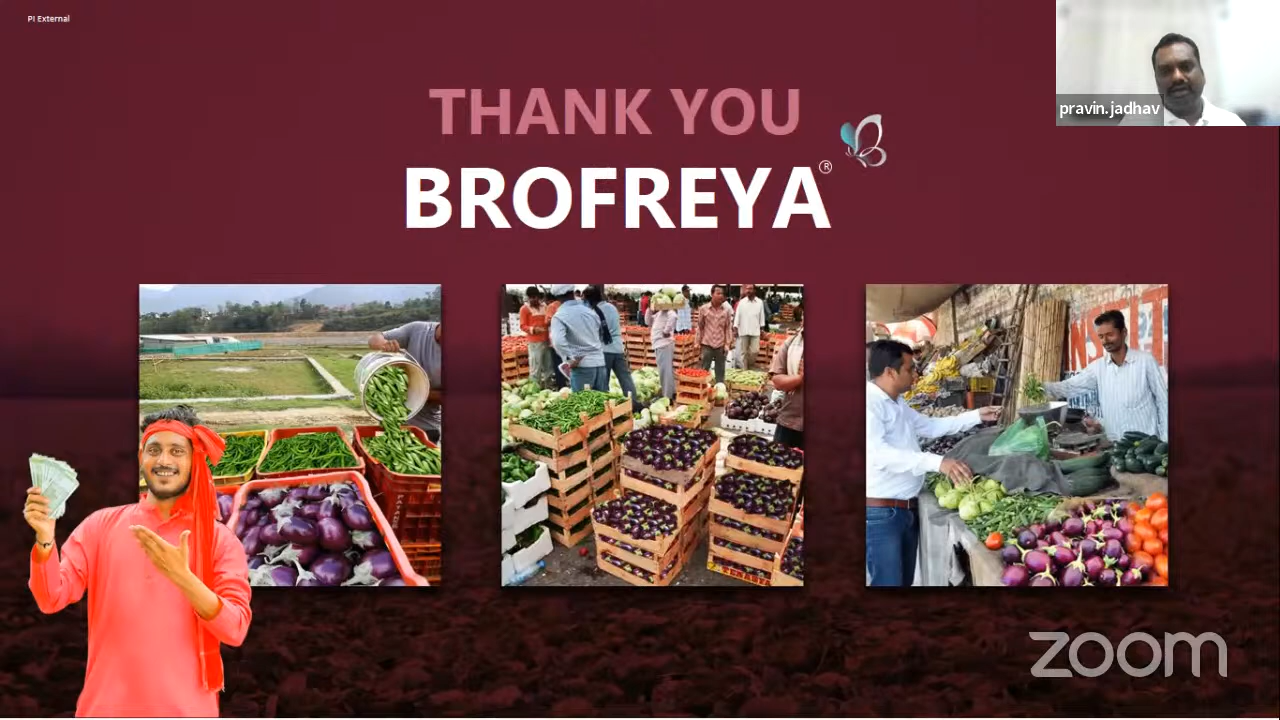 PI External
pravin.jadhav
THANK YOU
BROFREYA®
zoom